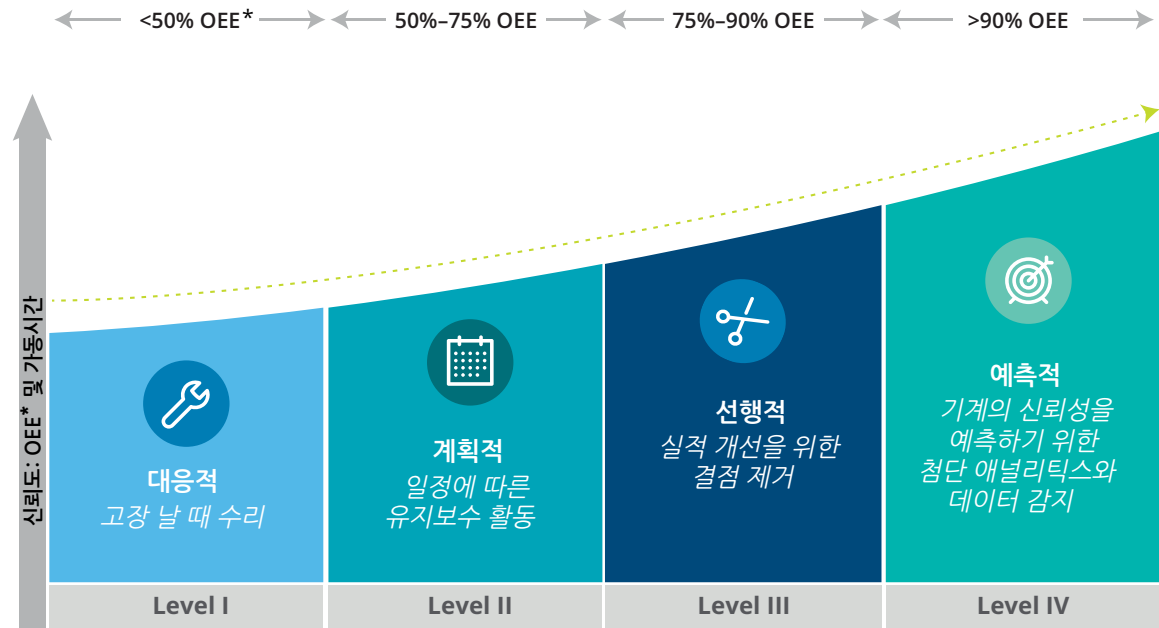 <50% OEE*
50%–75% OEE
75%–90% OEE
>90% OEE
신뢰도: OEE* 및 가동시간
대응적
고장 날 때 수리
계획적
일정에 따른
유지보수 활동
선행적
실적 개선을 위한
결점 제거
예측적
기계의 신뢰성을
예측하기 위한
첨단 애널리틱스와
데이터 감지
Level I
Level II
Level III
Level IV